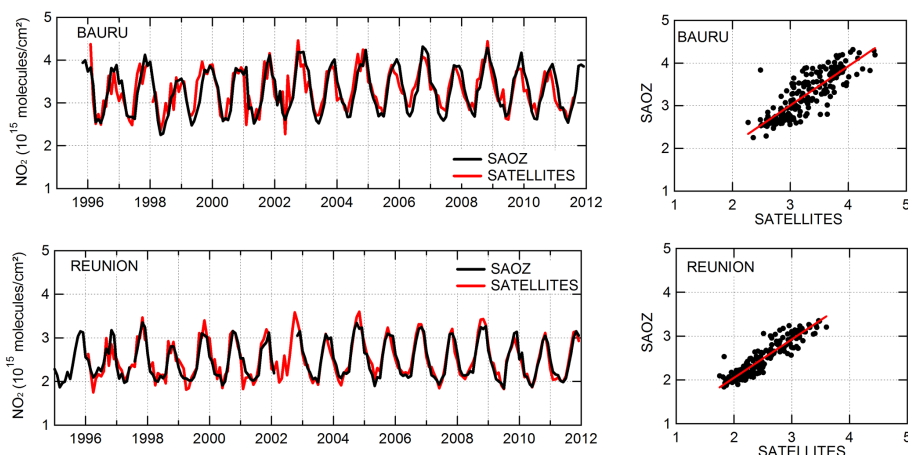 BAURU
NO₂ (10¹⁵ molecules/cm²)
5
4
3
2
1
SAOZ
SATELLITES
1996 1998 2000 2002 2004 2006 2008 2010 2012
BAURU
SAOZ
5
4
3
2
1
1 2 3 4 5
SATELLITES
REUNION
NO₂ (10¹⁵ molecules/cm²)
5
4
3
2
1
SAOZ
SATELLITES
1996 1998 2000 2002 2004 2006 2008 2010 2012
REUNION
SAOZ
5
4
3
2
1
1 2 3 4 5
SATELLITES